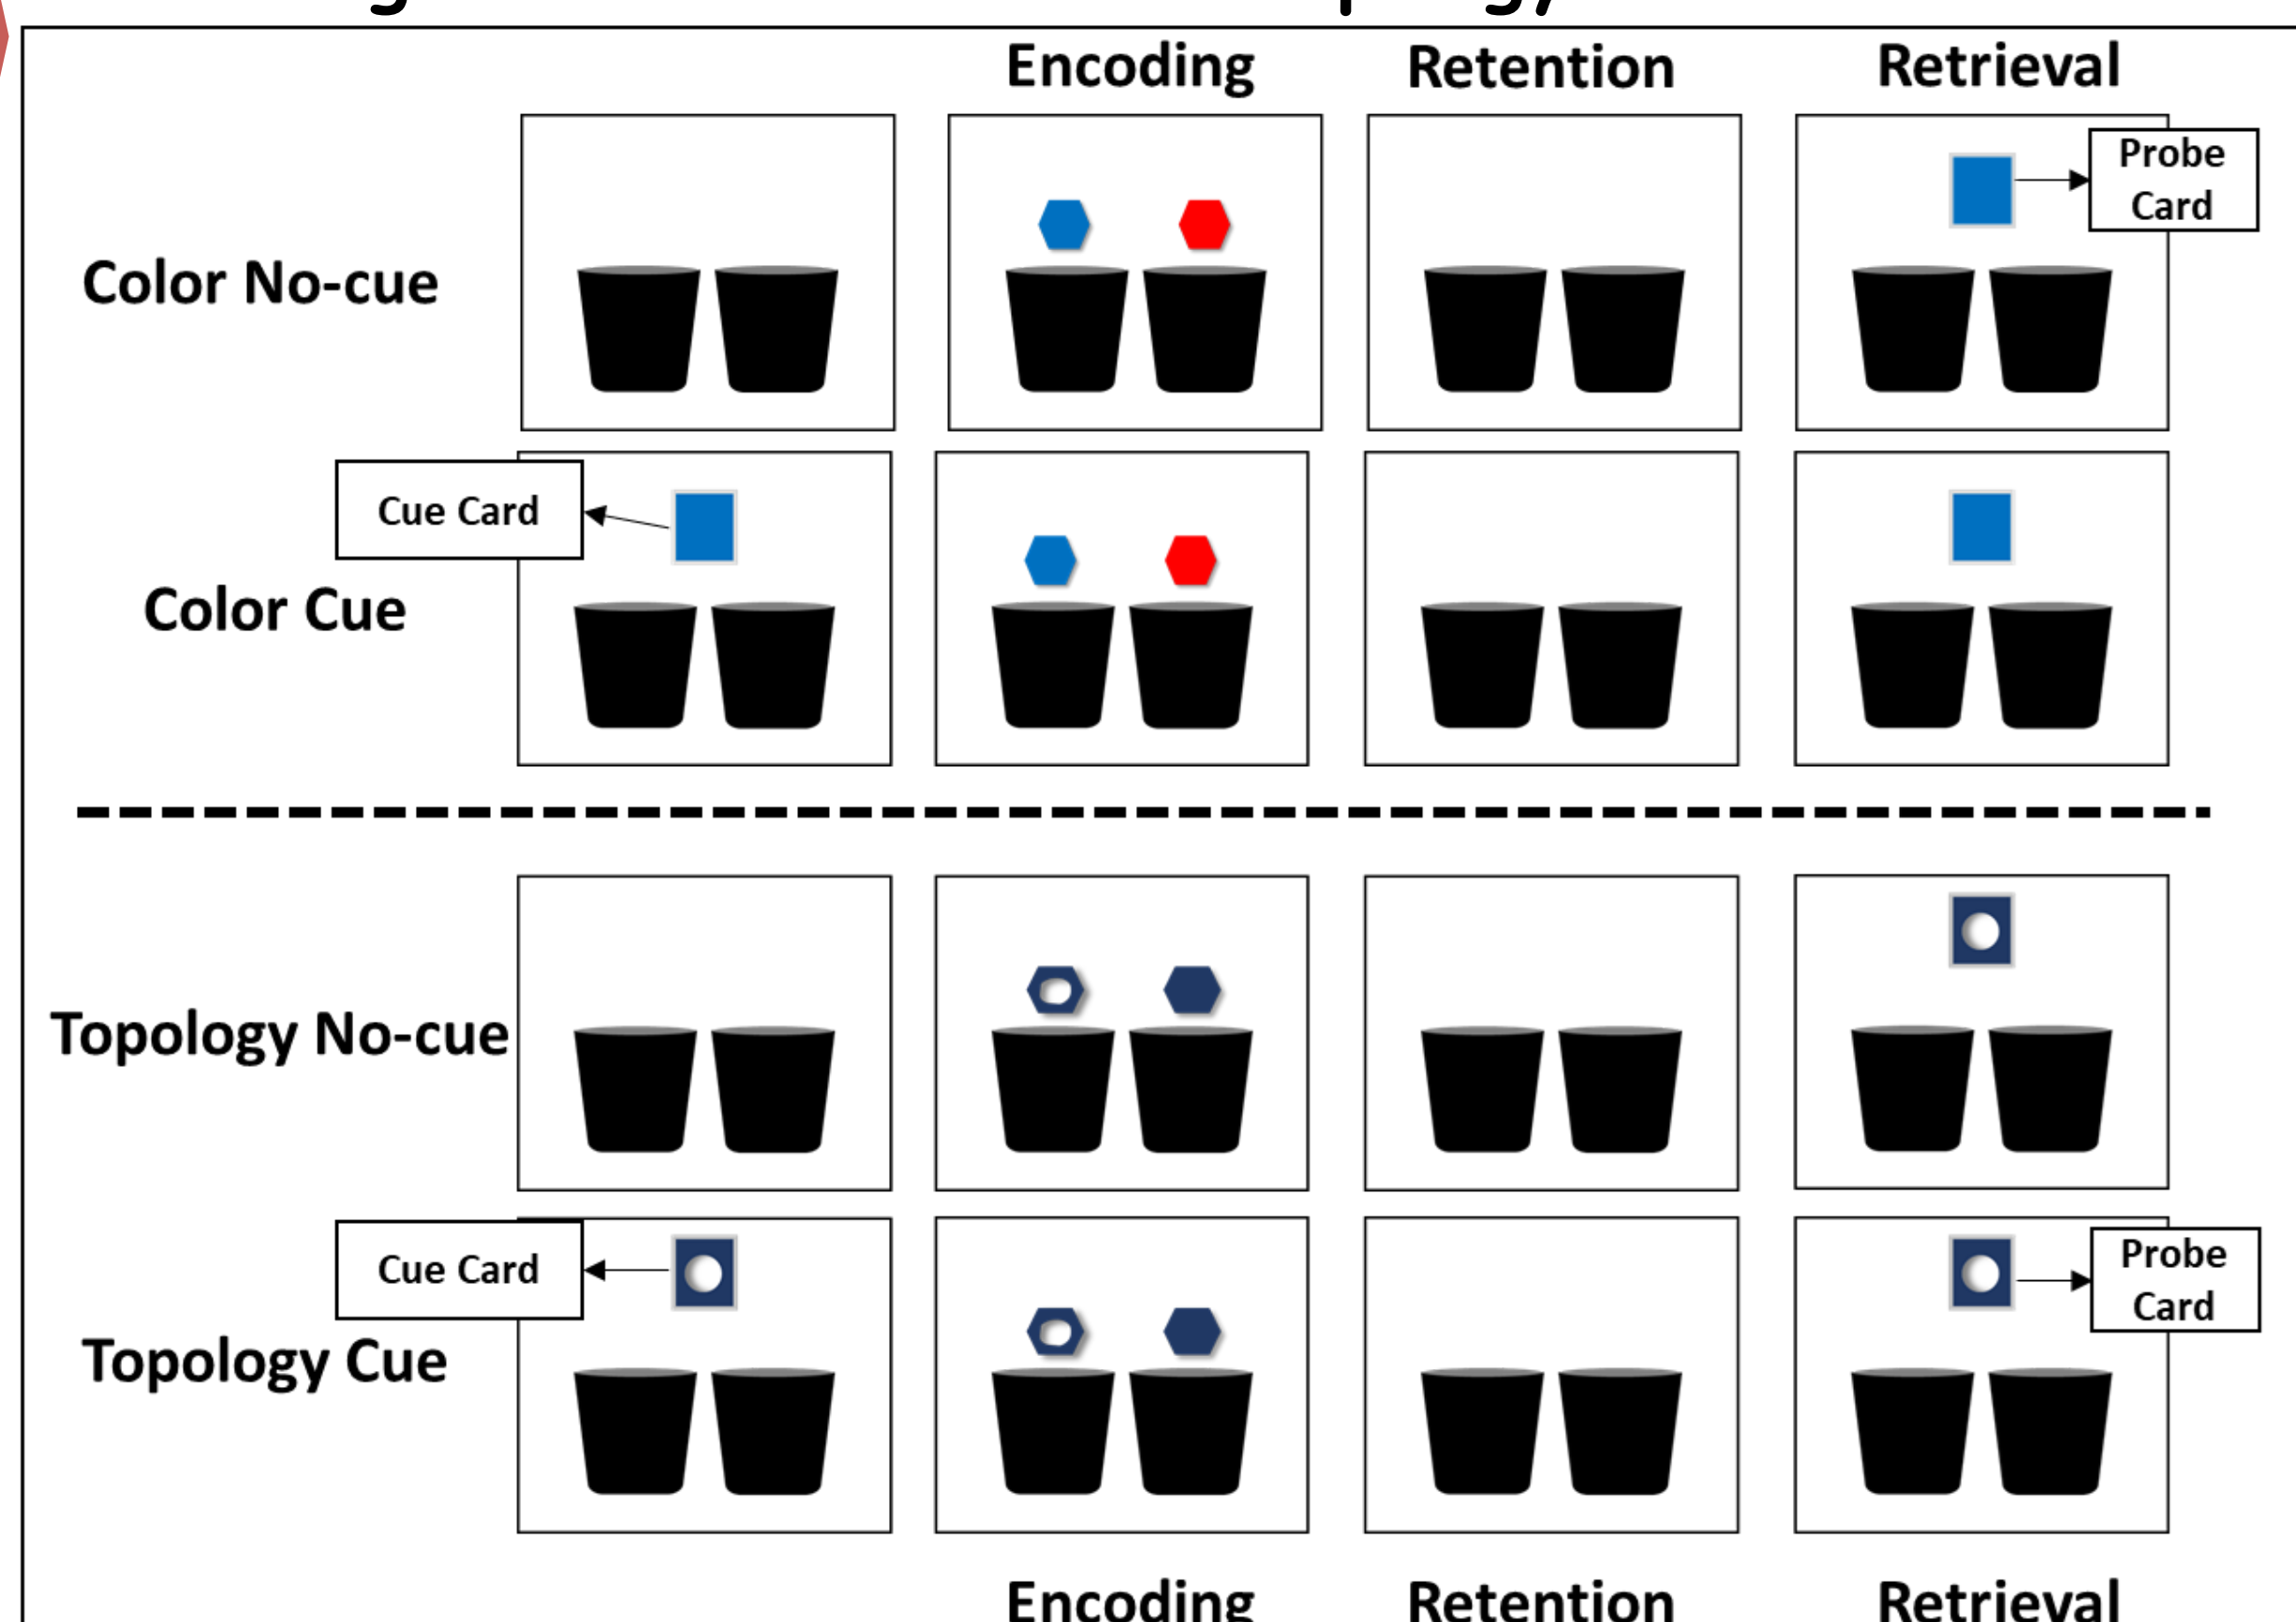 Encoding Retention Retrieval
Probe
Card
Color No-cue
Cue Card
Color Cue
Topology No-cue
Cue Card
Probe
Card
Topology Cue
Encoding Retention Retrieval